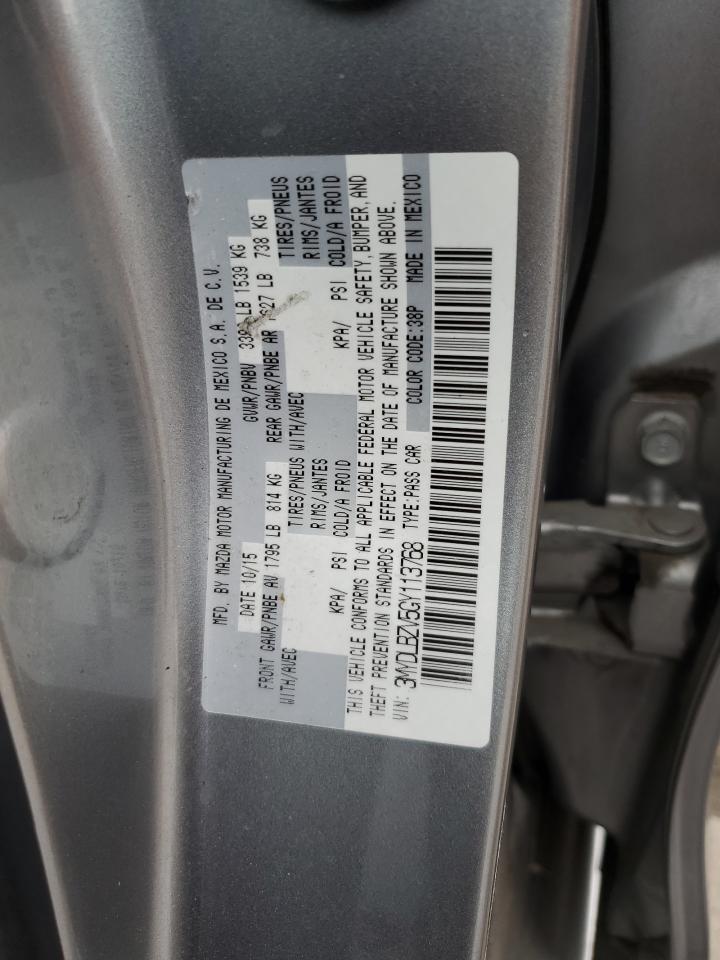 MFD. BY MAZDA MOTOR MANUFACTURING DE MEXICO S.A. DE C.V.
DATE 10/15 GVWR/PNBV LB 1539 KG
FRONT GAWR/PNBE AV 1795 LB 814 KG REAR GAWR/PNBE AR LB 738 KG
WITH/AVEC TIRES/PNEUS WITH/AVEC TIRES/PNEUS
RIMS/JANTES RIMS/JANTES
KPA/ PSI COLD/A FROID KPA/ PSI COLD/A FROID
THIS VEHICLE CONFORMS TO ALL APPLICABLE FEDERAL MOTOR VEHICLE SAFETY, BUMPER, AND
THEFT PREVENTION STANDARDS IN EFFECT ON THE DATE OF MANUFACTURE SHOWN ABOVE.
VIN: 3MYDLBZV5GY113768 TYPE:PASS CAR COLOR CODE:38P MADE IN MEXICO